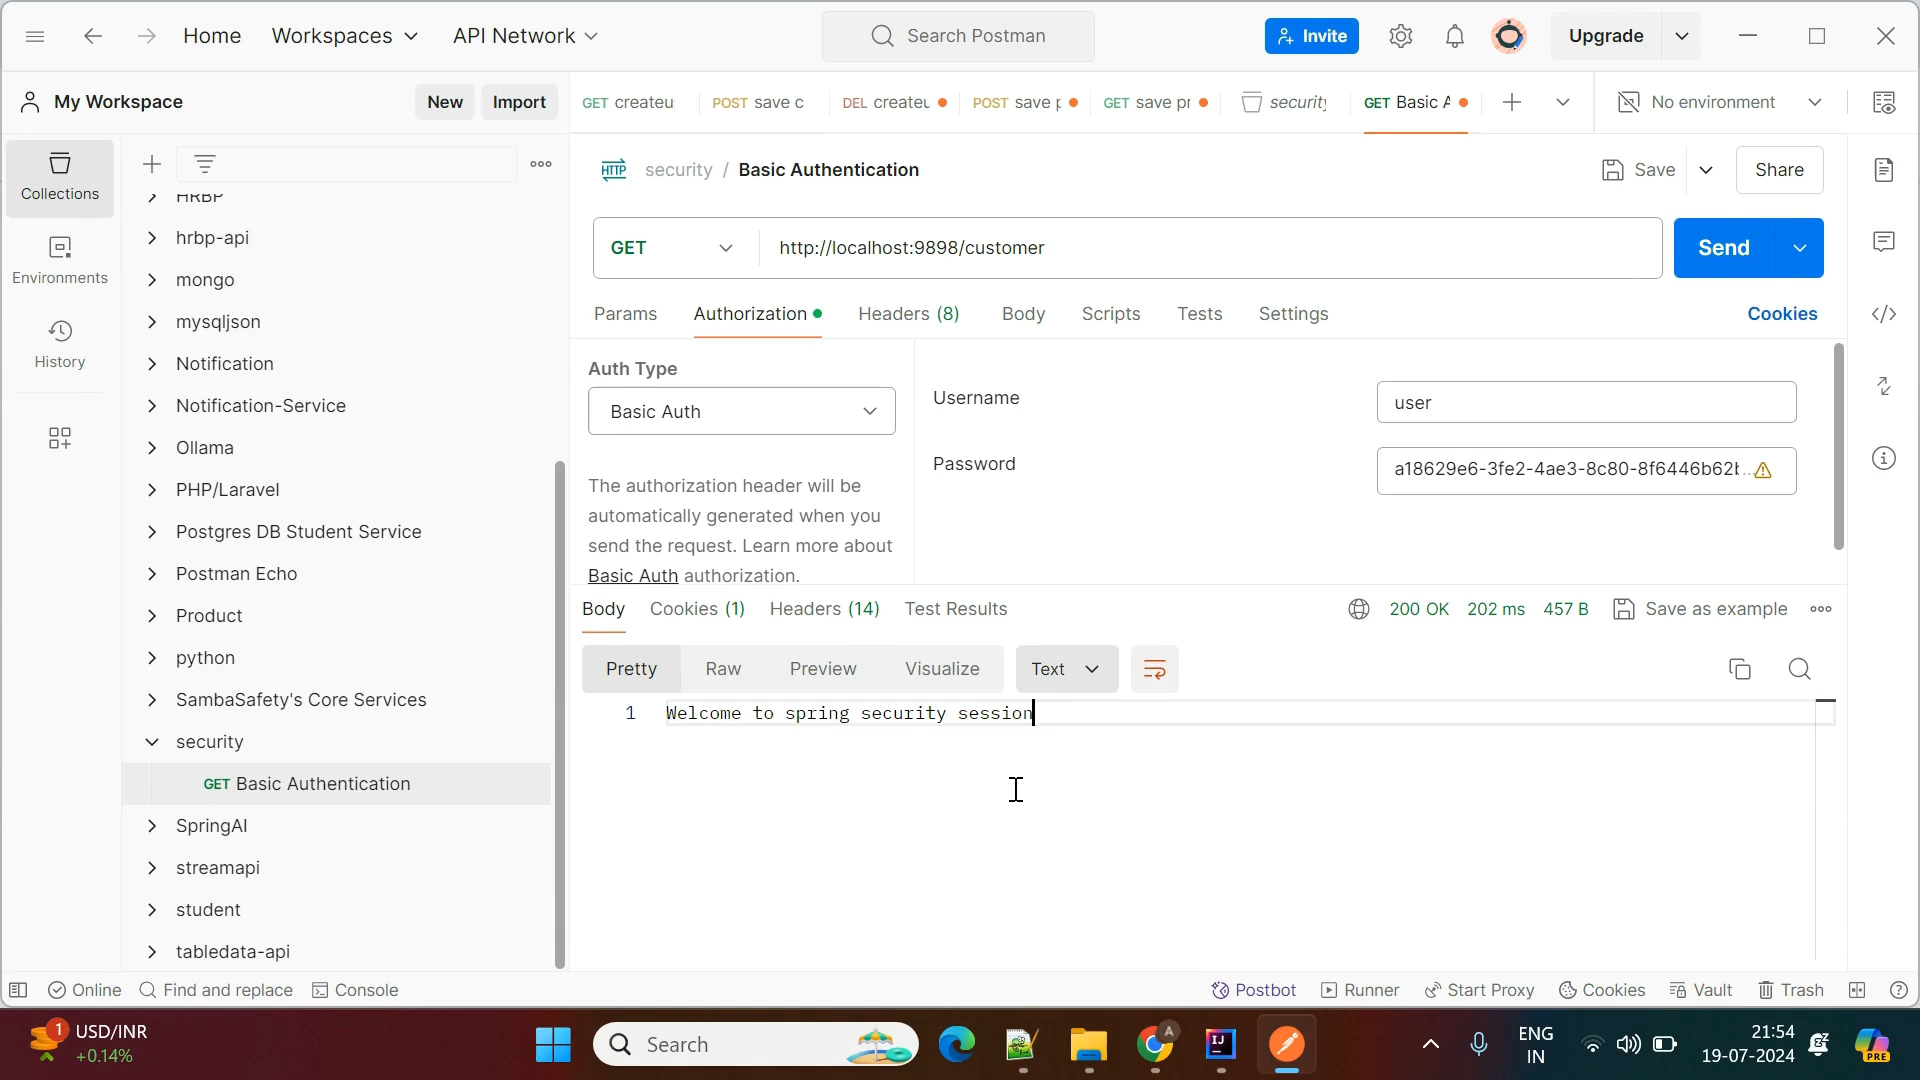 Home Workspaces API Network Search Postman Invite Upgrade
My Workspace New Import GET createu POST save c DEL createu POST save p GET save pr security GET Basic A No environment
Collections
Environments
History
HRBP
hrbp-api
mongo
mysqljson
Notification
Notification-Service
Ollama
PHP/Laravel
Postgres DB Student Service
Postman Echo
Product
python
SambaSafety's Core Services
security
GET Basic Authentication
SpringAI
streamapi
student
tabledata-api
HTTP security / Basic Authentication Save Share
GET http://localhost:9898/customer Send
Params Authorization Headers (8) Body Scripts Tests Settings Cookies
Auth Type
Basic Auth
The authorization header will be
automatically generated when you
send the request. Learn more about
Basic Auth authorization.
Username user
Password a18629e6-3fe2-4ae3-8c80-8f6446b62b...
Body Cookies (1) Headers (14) Test Results 200 OK 202 ms 457 B Save as example
Pretty Raw Preview Visualize Text
1 Welcome to spring security session
Online Find and replace Console Postbot Runner Start Proxy Cookies Vault Trash
1 USD/INR
+0.14%
Search
A
IJ
ENG
IN
21:54
19-07-2024
PRE